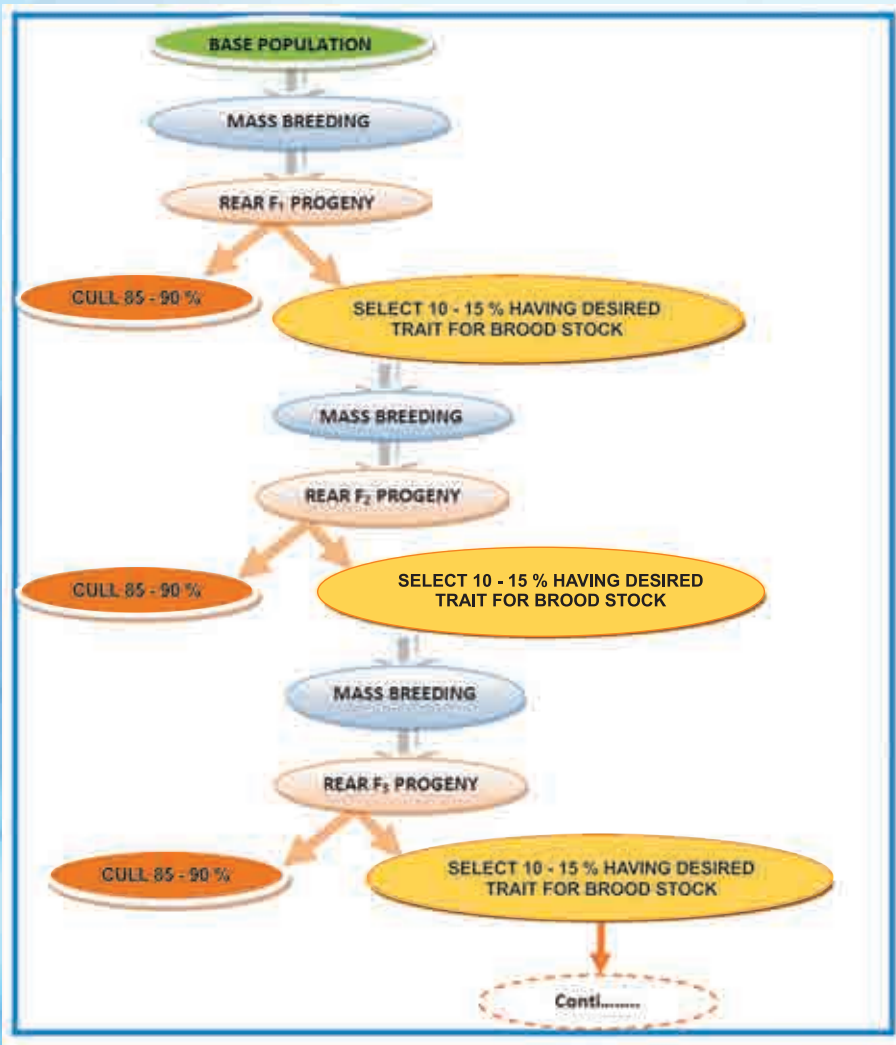 BASE POPULATION
MASS BREEDING
REAR F₁ PROGENY
CULL 85 - 90 %
SELECT 10 - 15 % HAVING DESIRED
TRAIT FOR BROOD STOCK
MASS BREEDING
REAR F₂ PROGENY
CULL 85 - 90 %
SELECT 10 - 15 % HAVING DESIRED
TRAIT FOR BROOD STOCK
MASS BREEDING
REAR F₃ PROGENY
CULL 85 - 90 %
SELECT 10 - 15 % HAVING DESIRED
TRAIT FOR BROOD STOCK
Conti.........